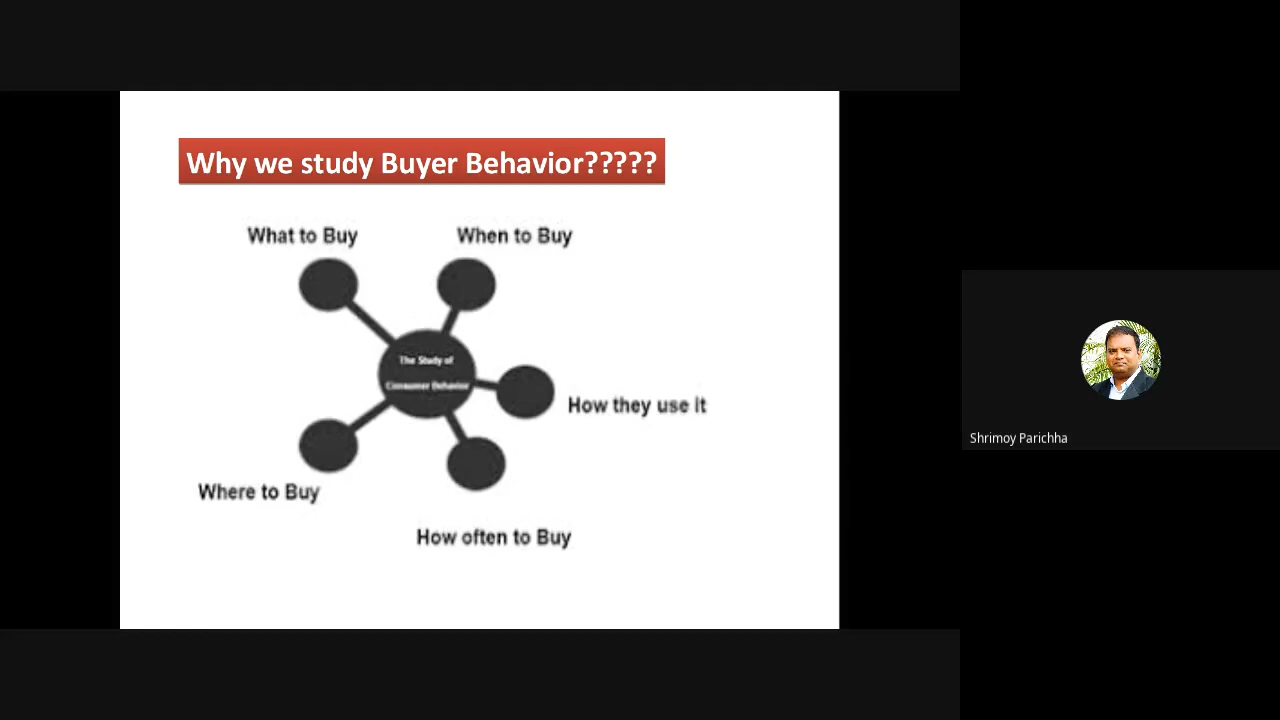 Why we study Buyer Behavior?????
What to Buy
When to Buy
The Study of
Consumer Behavior
How they use it
Where to Buy
How often to Buy
Shrimoy Parichha